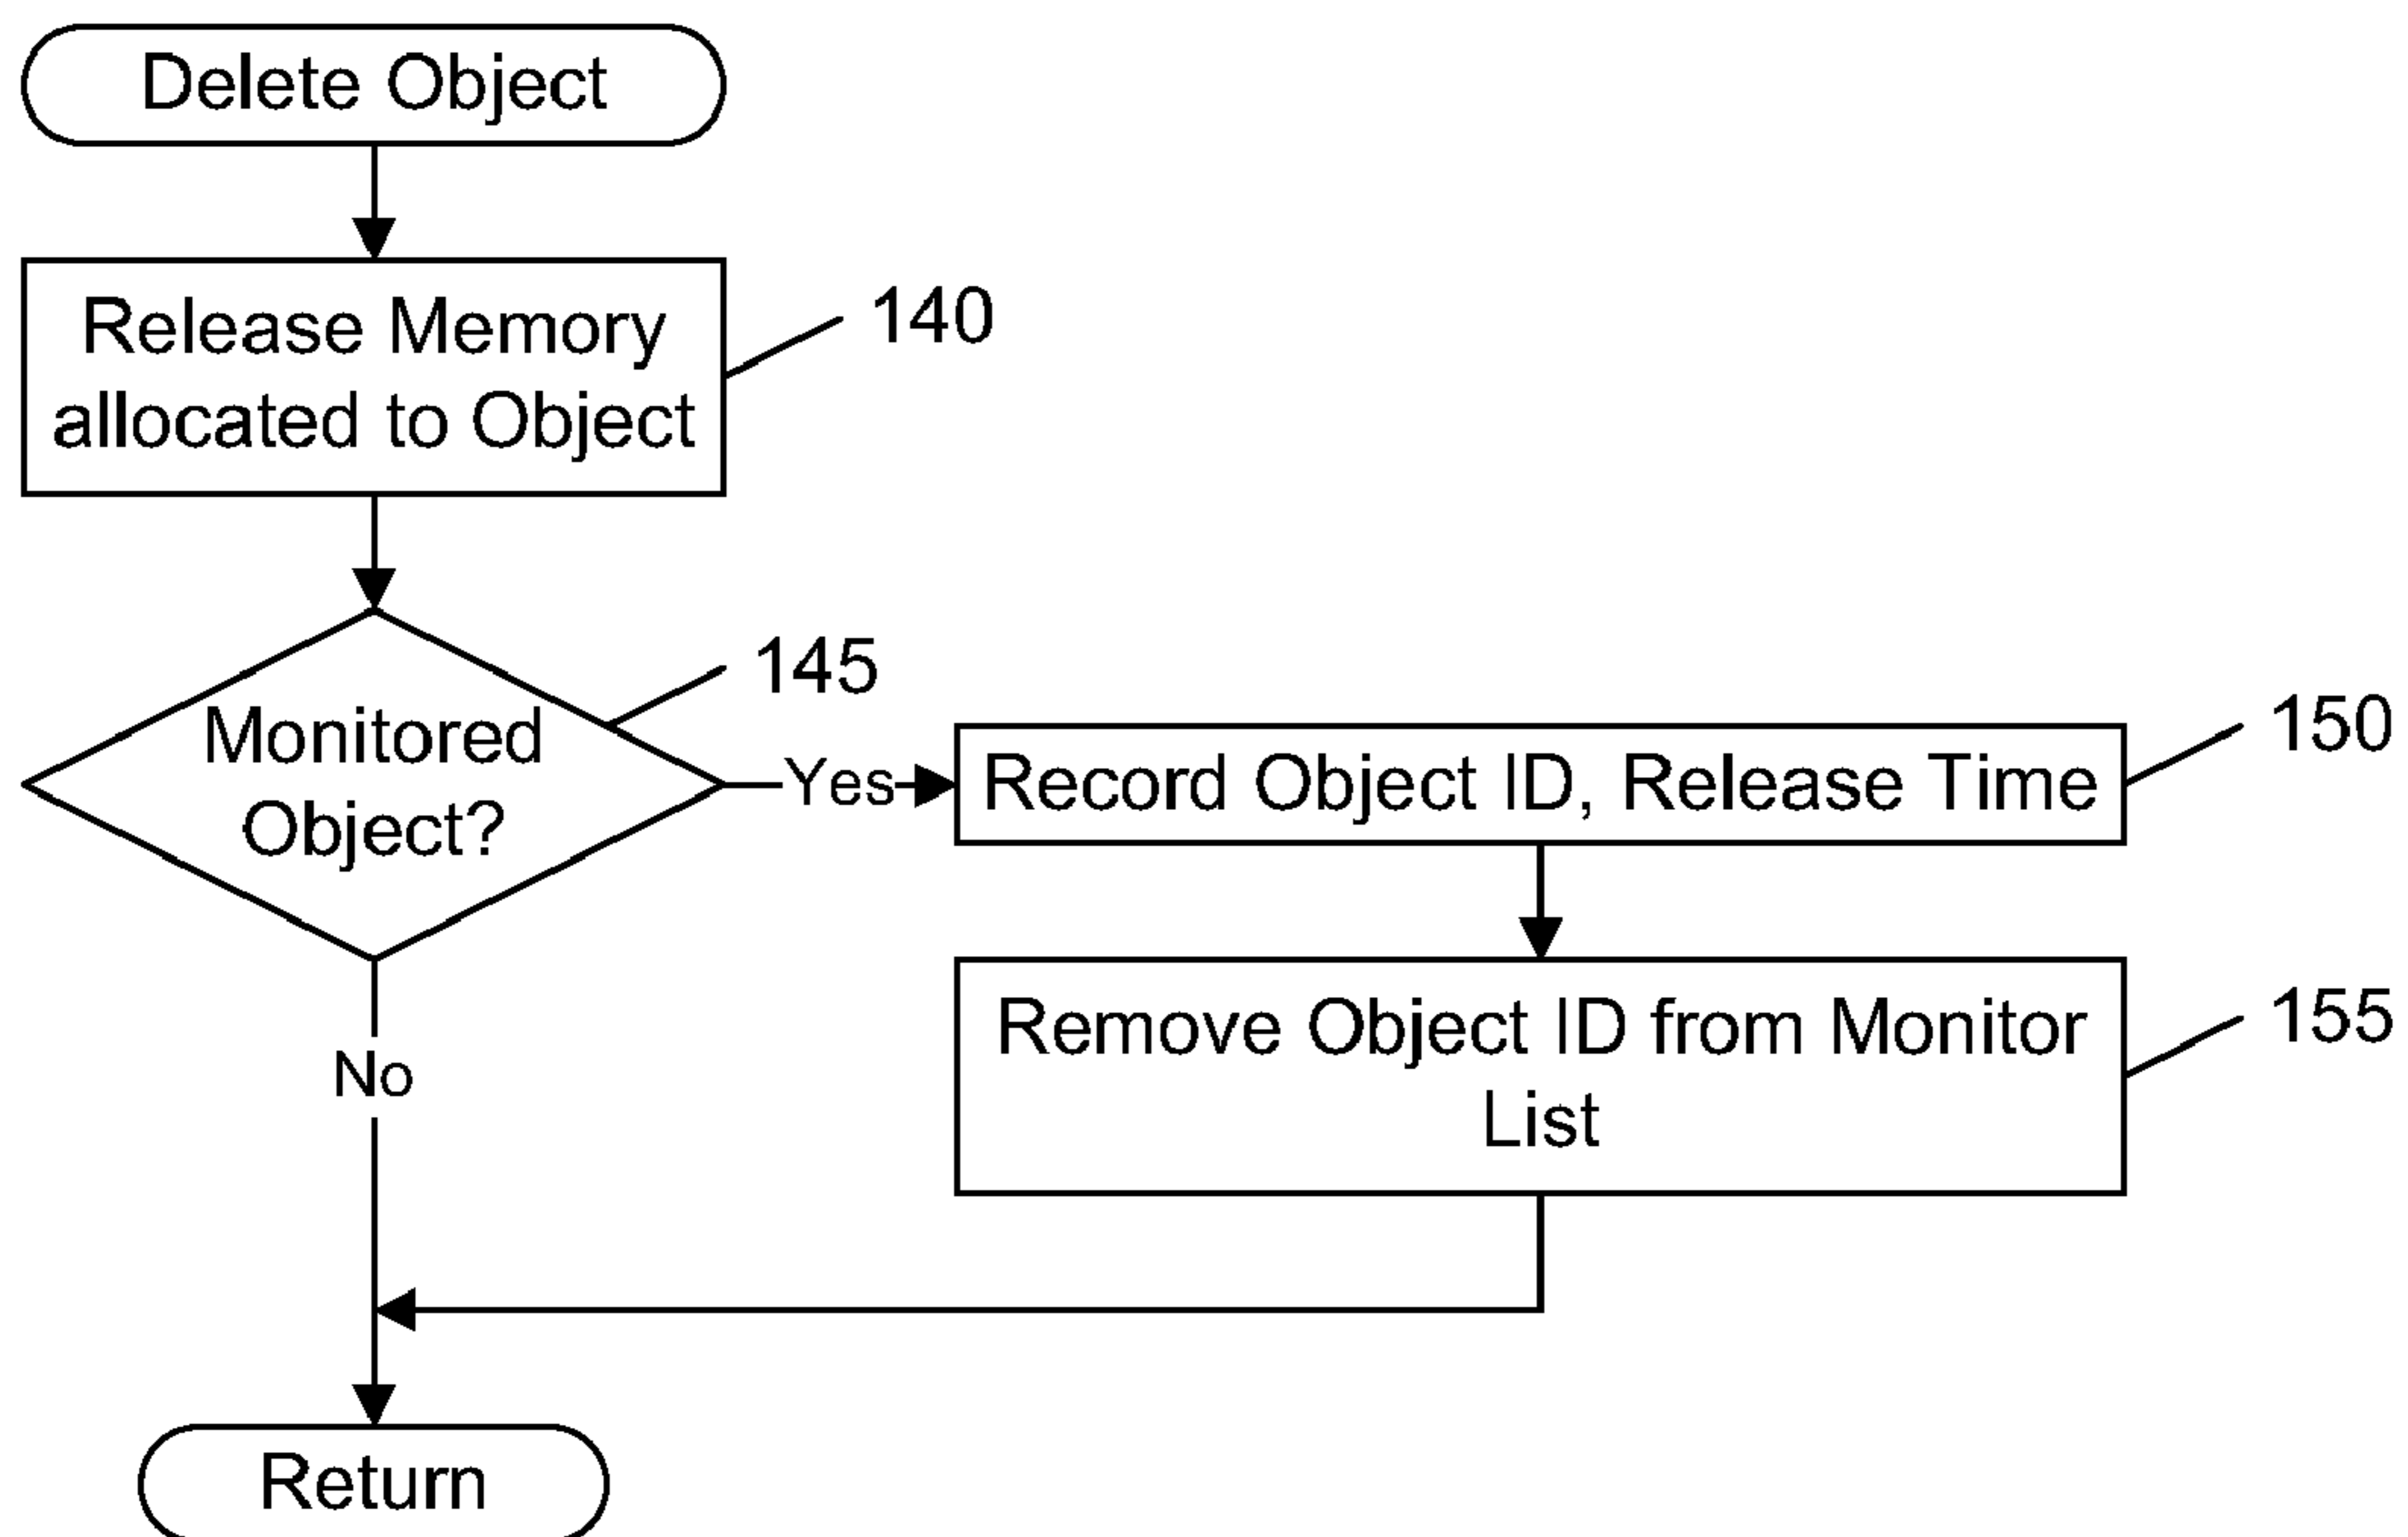 Delete Object
Release Memory
allocated to Object
140
Monitored
Object?
145
Yes
Record Object ID, Release Time
150
Remove Object ID from Monitor
List
155
No
Return